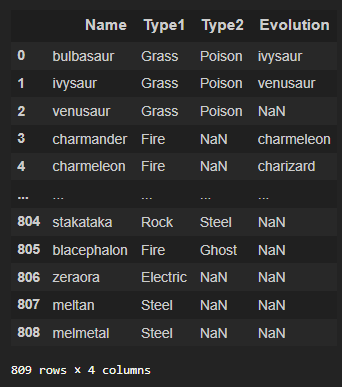 Name Type1 Type2 Evolution
0 bulbasaur Grass Poison ivysaur
1 ivysaur Grass Poison venusaur
2 venusaur Grass Poison NaN
3 charmander Fire NaN charmeleon
4 charmeleon Fire NaN charizard
... ... ... ... ...
804 stakataka Rock Steel NaN
805 blacephalon Fire Ghost NaN
806 zeraora Electric NaN NaN
807 meltan Steel NaN NaN
808 melmetal Steel NaN NaN
809 rows × 4 columns